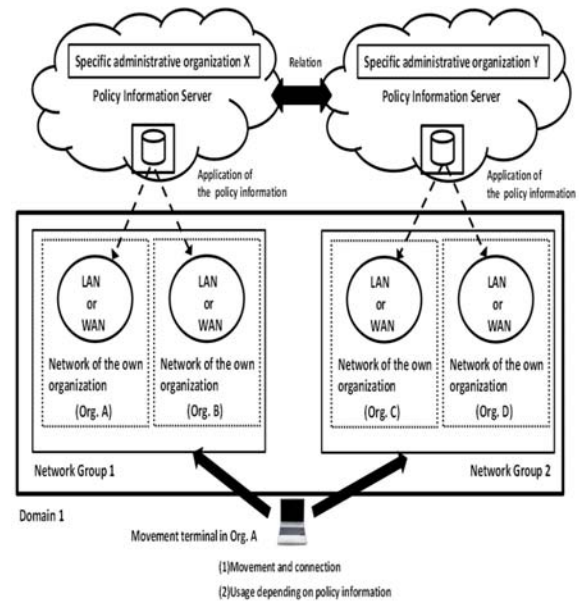 Specific administrative organization X
Policy Information Server
Relation
Specific administrative organization Y
Policy Information Server
Application of
the policy information
Application of
the policy information
LAN
or
WAN
Network of the own
organization
(Org. A)
LAN
or
WAN
Network of the own
organization
(Org. B)
LAN
or
WAN
Network of the own
organization
(Org. C)
LAN
or
WAN
Network of the own
organization
(Org. D)
Network Group 1
Network Group 2
Domain 1
Movement terminal in Org. A
(1)Movement and connection
(2)Usage depending on policy information